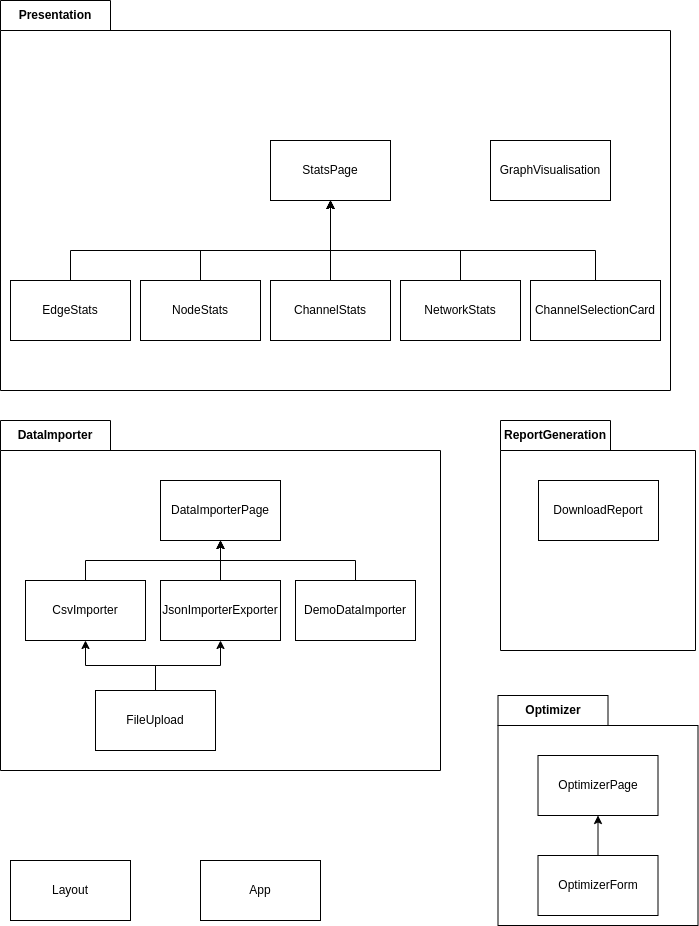 Presentation
StatsPage
GraphVisualisation
EdgeStats
NodeStats
ChannelStats
NetworkStats
ChannelSelectionCard
DataImporter
DataImporterPage
CsvImporter
JsonImporterExporter
DemoDataImporter
FileUpload
ReportGeneration
DownloadReport
Optimizer
OptimizerPage
OptimizerForm
Layout
App